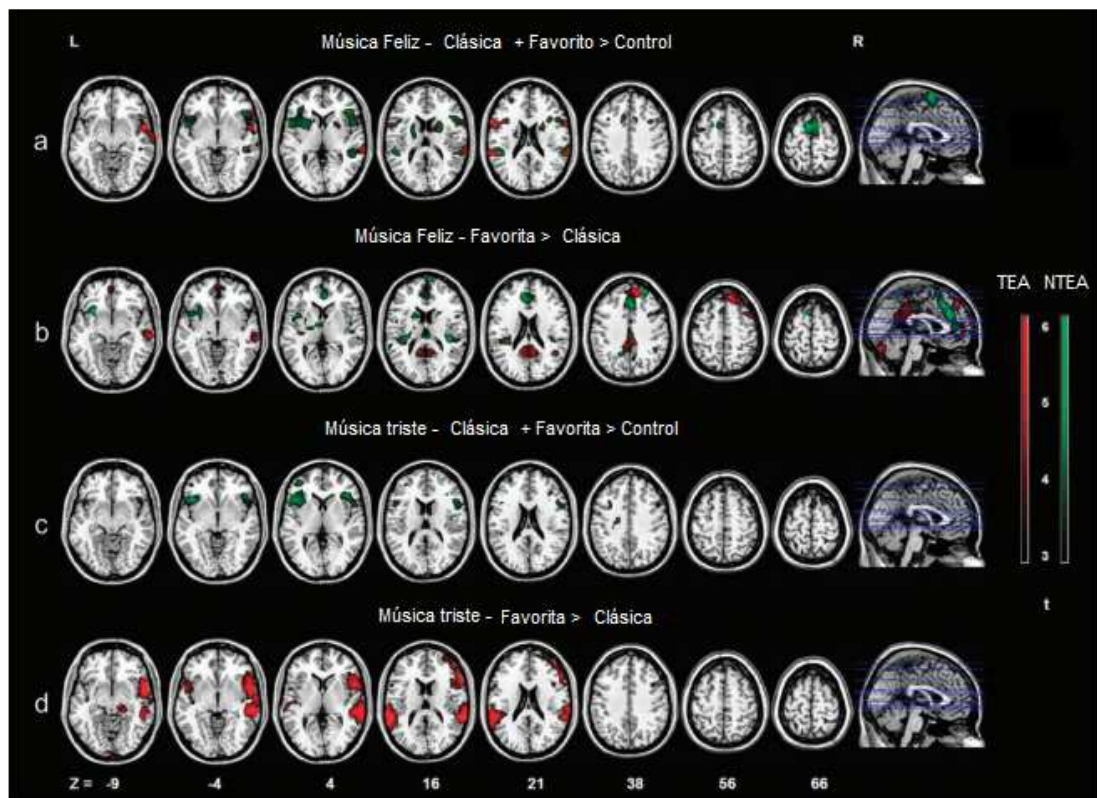 L R
Música Feliz - Clásica + Favorito > Control
a
Música Feliz - Favorita > Clásica
b
TEA NTEA
6
5
4
3
t
Música triste - Clásica + Favorita > Control
c
Música triste - Favorita > Clásica
d
Z = -9 -4 4 16 21 38 56 66